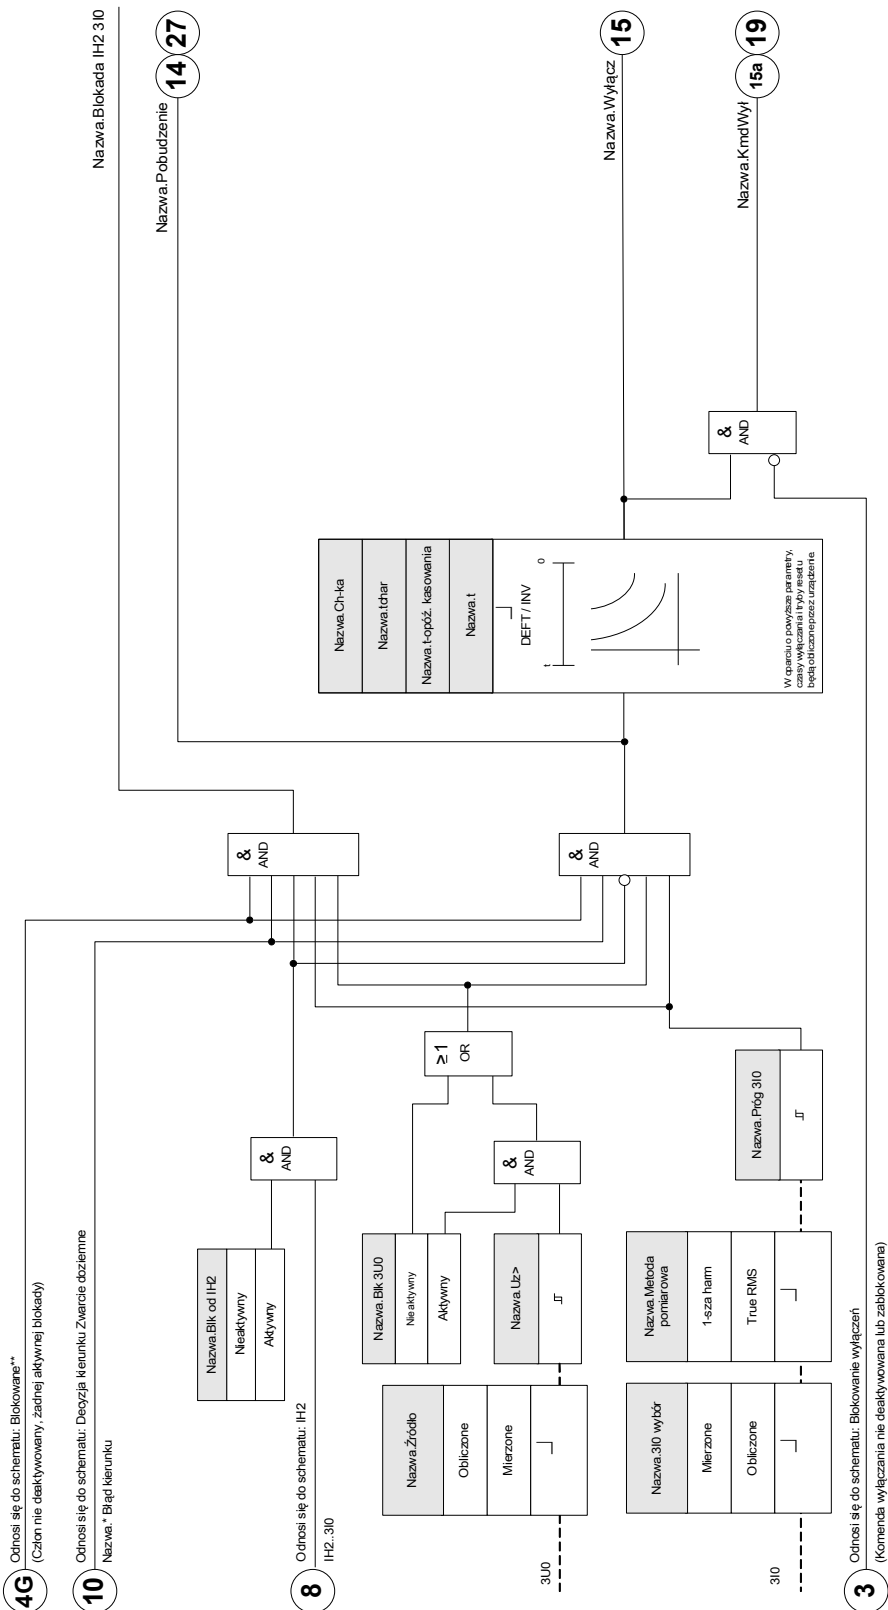 4G
Odnosi się do schematu: Blokowane**
(Człon nie deaktywowany, żadnej aktywnej blokady)
10
Odnosi się do schematu: Decyzja kierunku Zwarcie doziemne
Nazwa.* Błąd kierunku
Nazwa.Blk od IH2
Nieaktywny
Aktywny
8
Odnosi się do schematu: IH2
IH2..3I0
&
AND
Nazwa.Źródło
Obliczone
Mierzone
3U0
Nazwa.Blk 3U0
Nieaktywny
Aktywny
Nazwa.Uz>
&
AND
≥1
OR
Nazwa.3I0 wybór
Mierzone
Obliczone
3I0
Nazwa.Metoda
pomiarowa
1-sza harm
True RMS
Nazwa.Próg 3I0
3
Odnosi się do schematu: Blokowanie wyłączeń
(Komenda wyłączania nie deaktywowana lub zablokowana)
&
AND
&
AND
Nazwa.Ch-ka
Nazwa.tchar
Nazwa.t-opóź. kasowania
Nazwa.t
DEFT / INV
t
0
W oparciu o powyższe parametry,
czasy wyłączania i tryby resetu
będą obliczone przez urządzenie.
&
AND
Nazwa.Blokada IH2 3I0
Nazwa.Pobudzenie
14
27
Nazwa.Wyłącz
15
Nazwa.KmdWył
15a
19